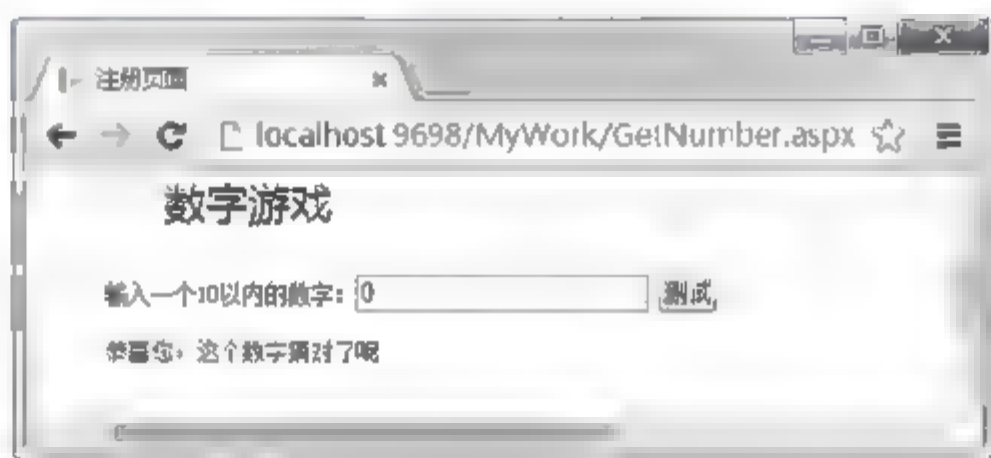 注册页面
localhost:9698/MyWork/GetNumber.aspx
数字游戏
输入一个10以内的数字：0 测试
恭喜你，这个数字猜对了呢